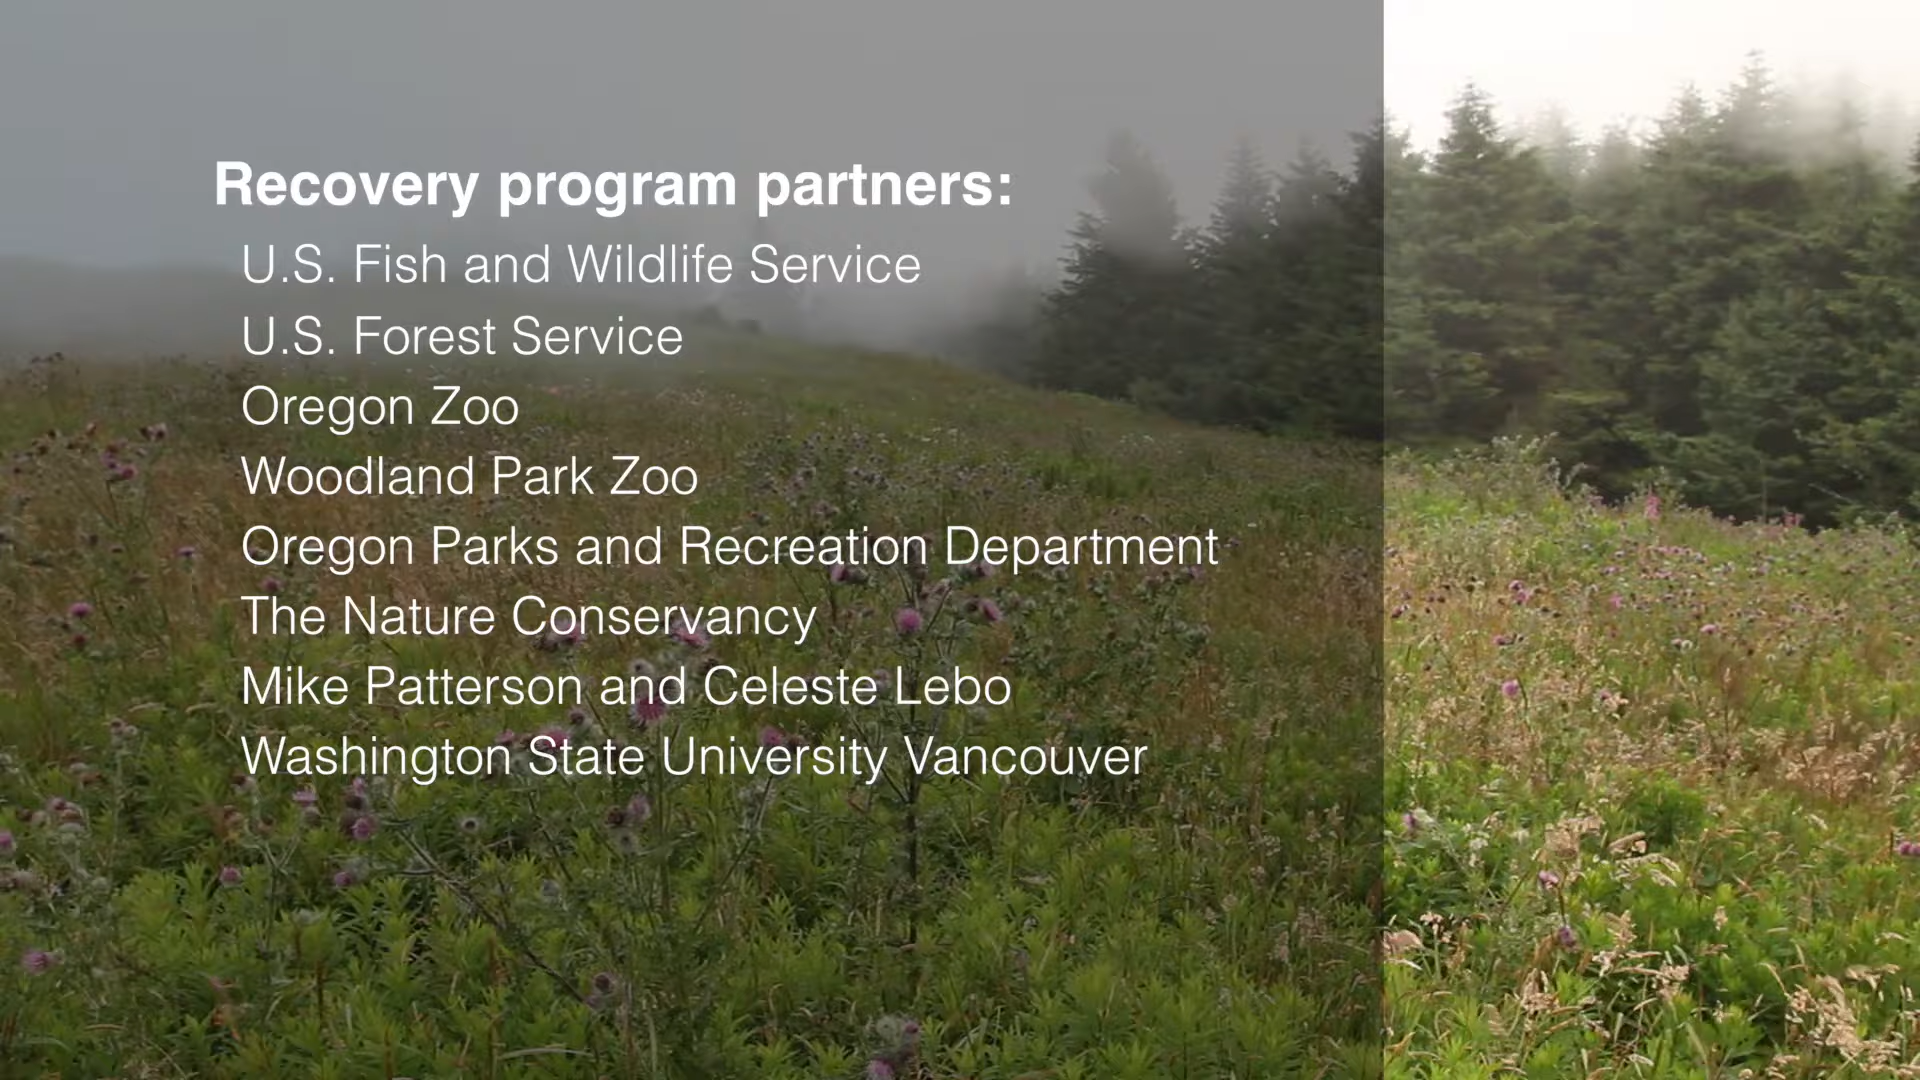 Recovery program partners:
U.S. Fish and Wildlife Service
U.S. Forest Service
Oregon Zoo
Woodland Park Zoo
Oregon Parks and Recreation Department
The Nature Conservancy
Mike Patterson and Celeste Lebo
Washington State University Vancouver